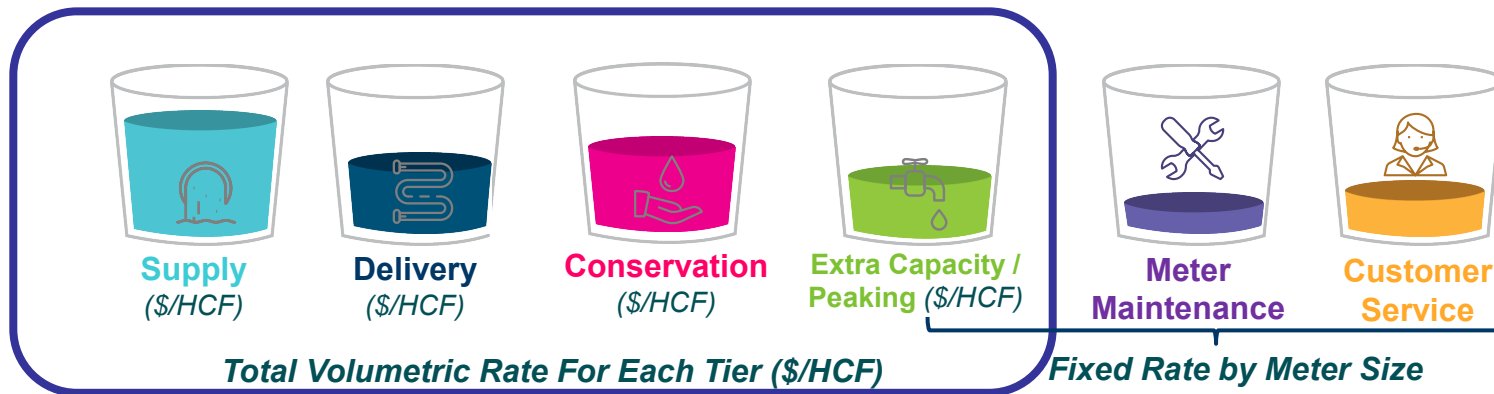 Supply
($/HCF)
Delivery
($/HCF)
Conservation
($/HCF)
Extra Capacity /
Peaking ($/HCF)
Meter
Maintenance
Customer
Service
Total Volumetric Rate For Each Tier ($/HCF)
Fixed Rate by Meter Size